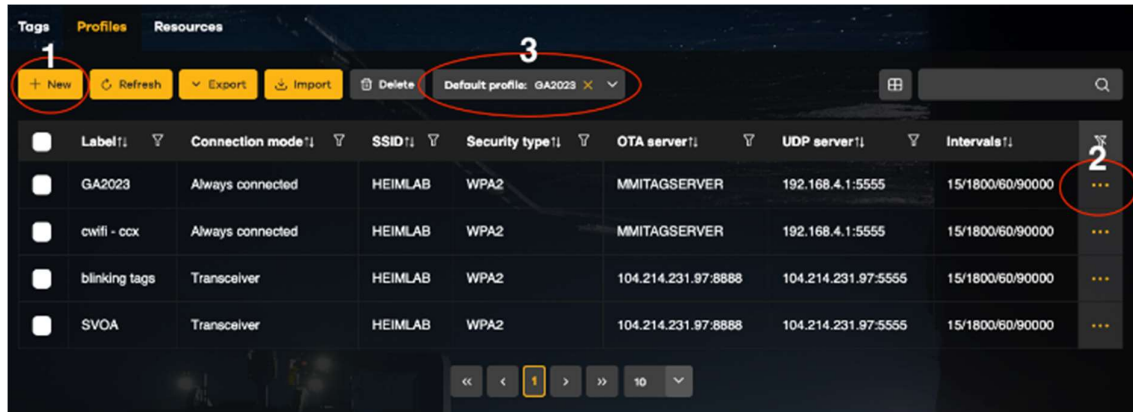 Tags Profiles Resources
1 3
+ New Refresh Export Import Delete Default profile: GA2023 ×
Label Connection mode SSID Security type OTA server UDP server Intervals
2
GA2023 Always connected HEIMLAB WPA2 MMITAGSERVER 192.168.4.1:5555 15/1800/60/90000 ...
cwifi - ccx Always connected HEIMLAB WPA2 MMITAGSERVER 192.168.4.1:5555 15/1800/60/90000 ...
blinking tags Transceiver HEIMLAB WPA2 104.214.231.97:8888 104.214.231.97:5555 15/1800/60/90000 ...
SVOA Transceiver HEIMLAB WPA2 104.214.231.97:8888 104.214.231.97:5555 15/1800/60/90000 ...
« ‹ 1 › » 10